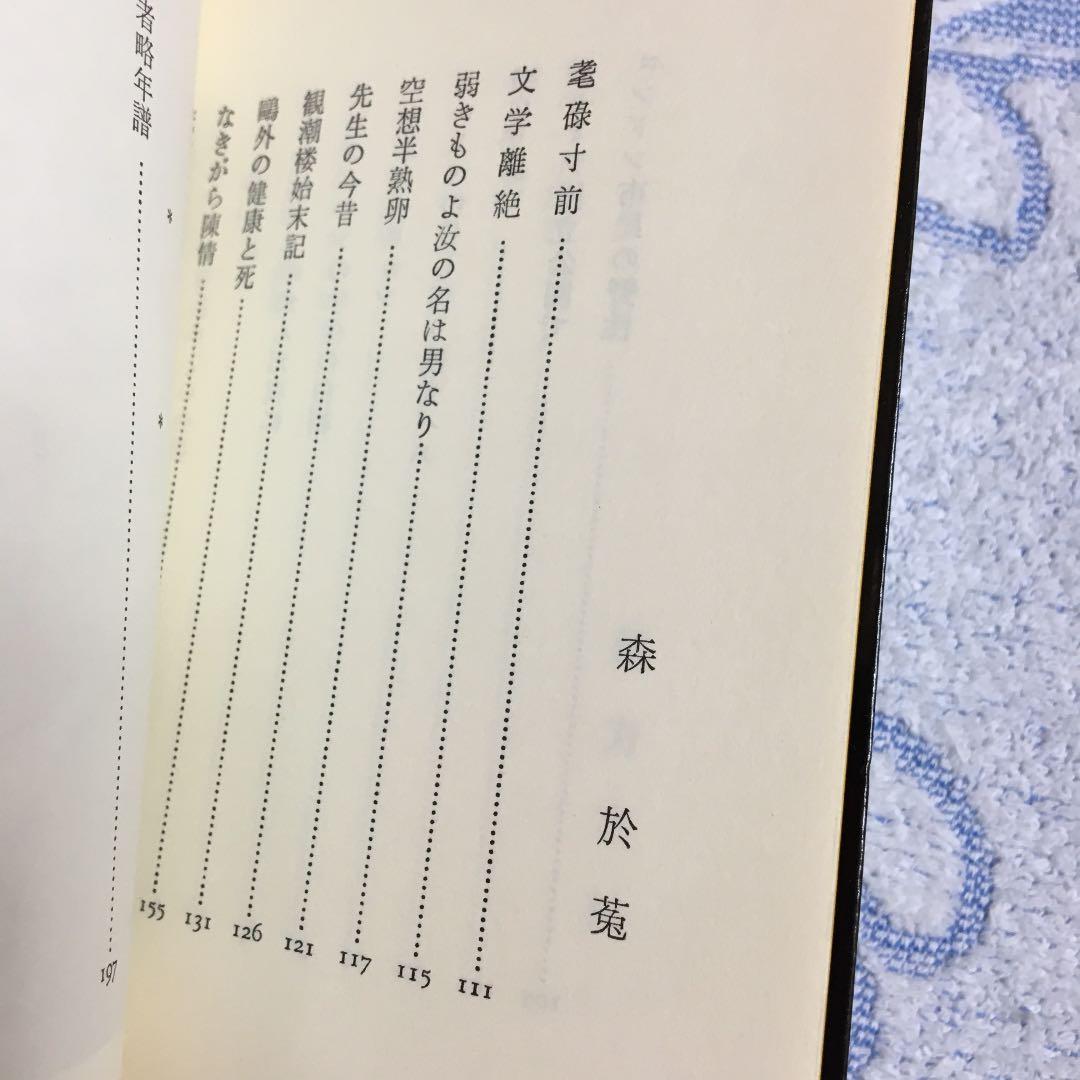 森於菟
耄碌寸前……111
文学離絶……115
弱きものよ汝の名は男なり……117
空想半熟卵……121
先生の今昔……126
観潮楼始末記……131
鷗外の健康と死……155
なきがら陳情……
＊ ＊
者略年譜……197